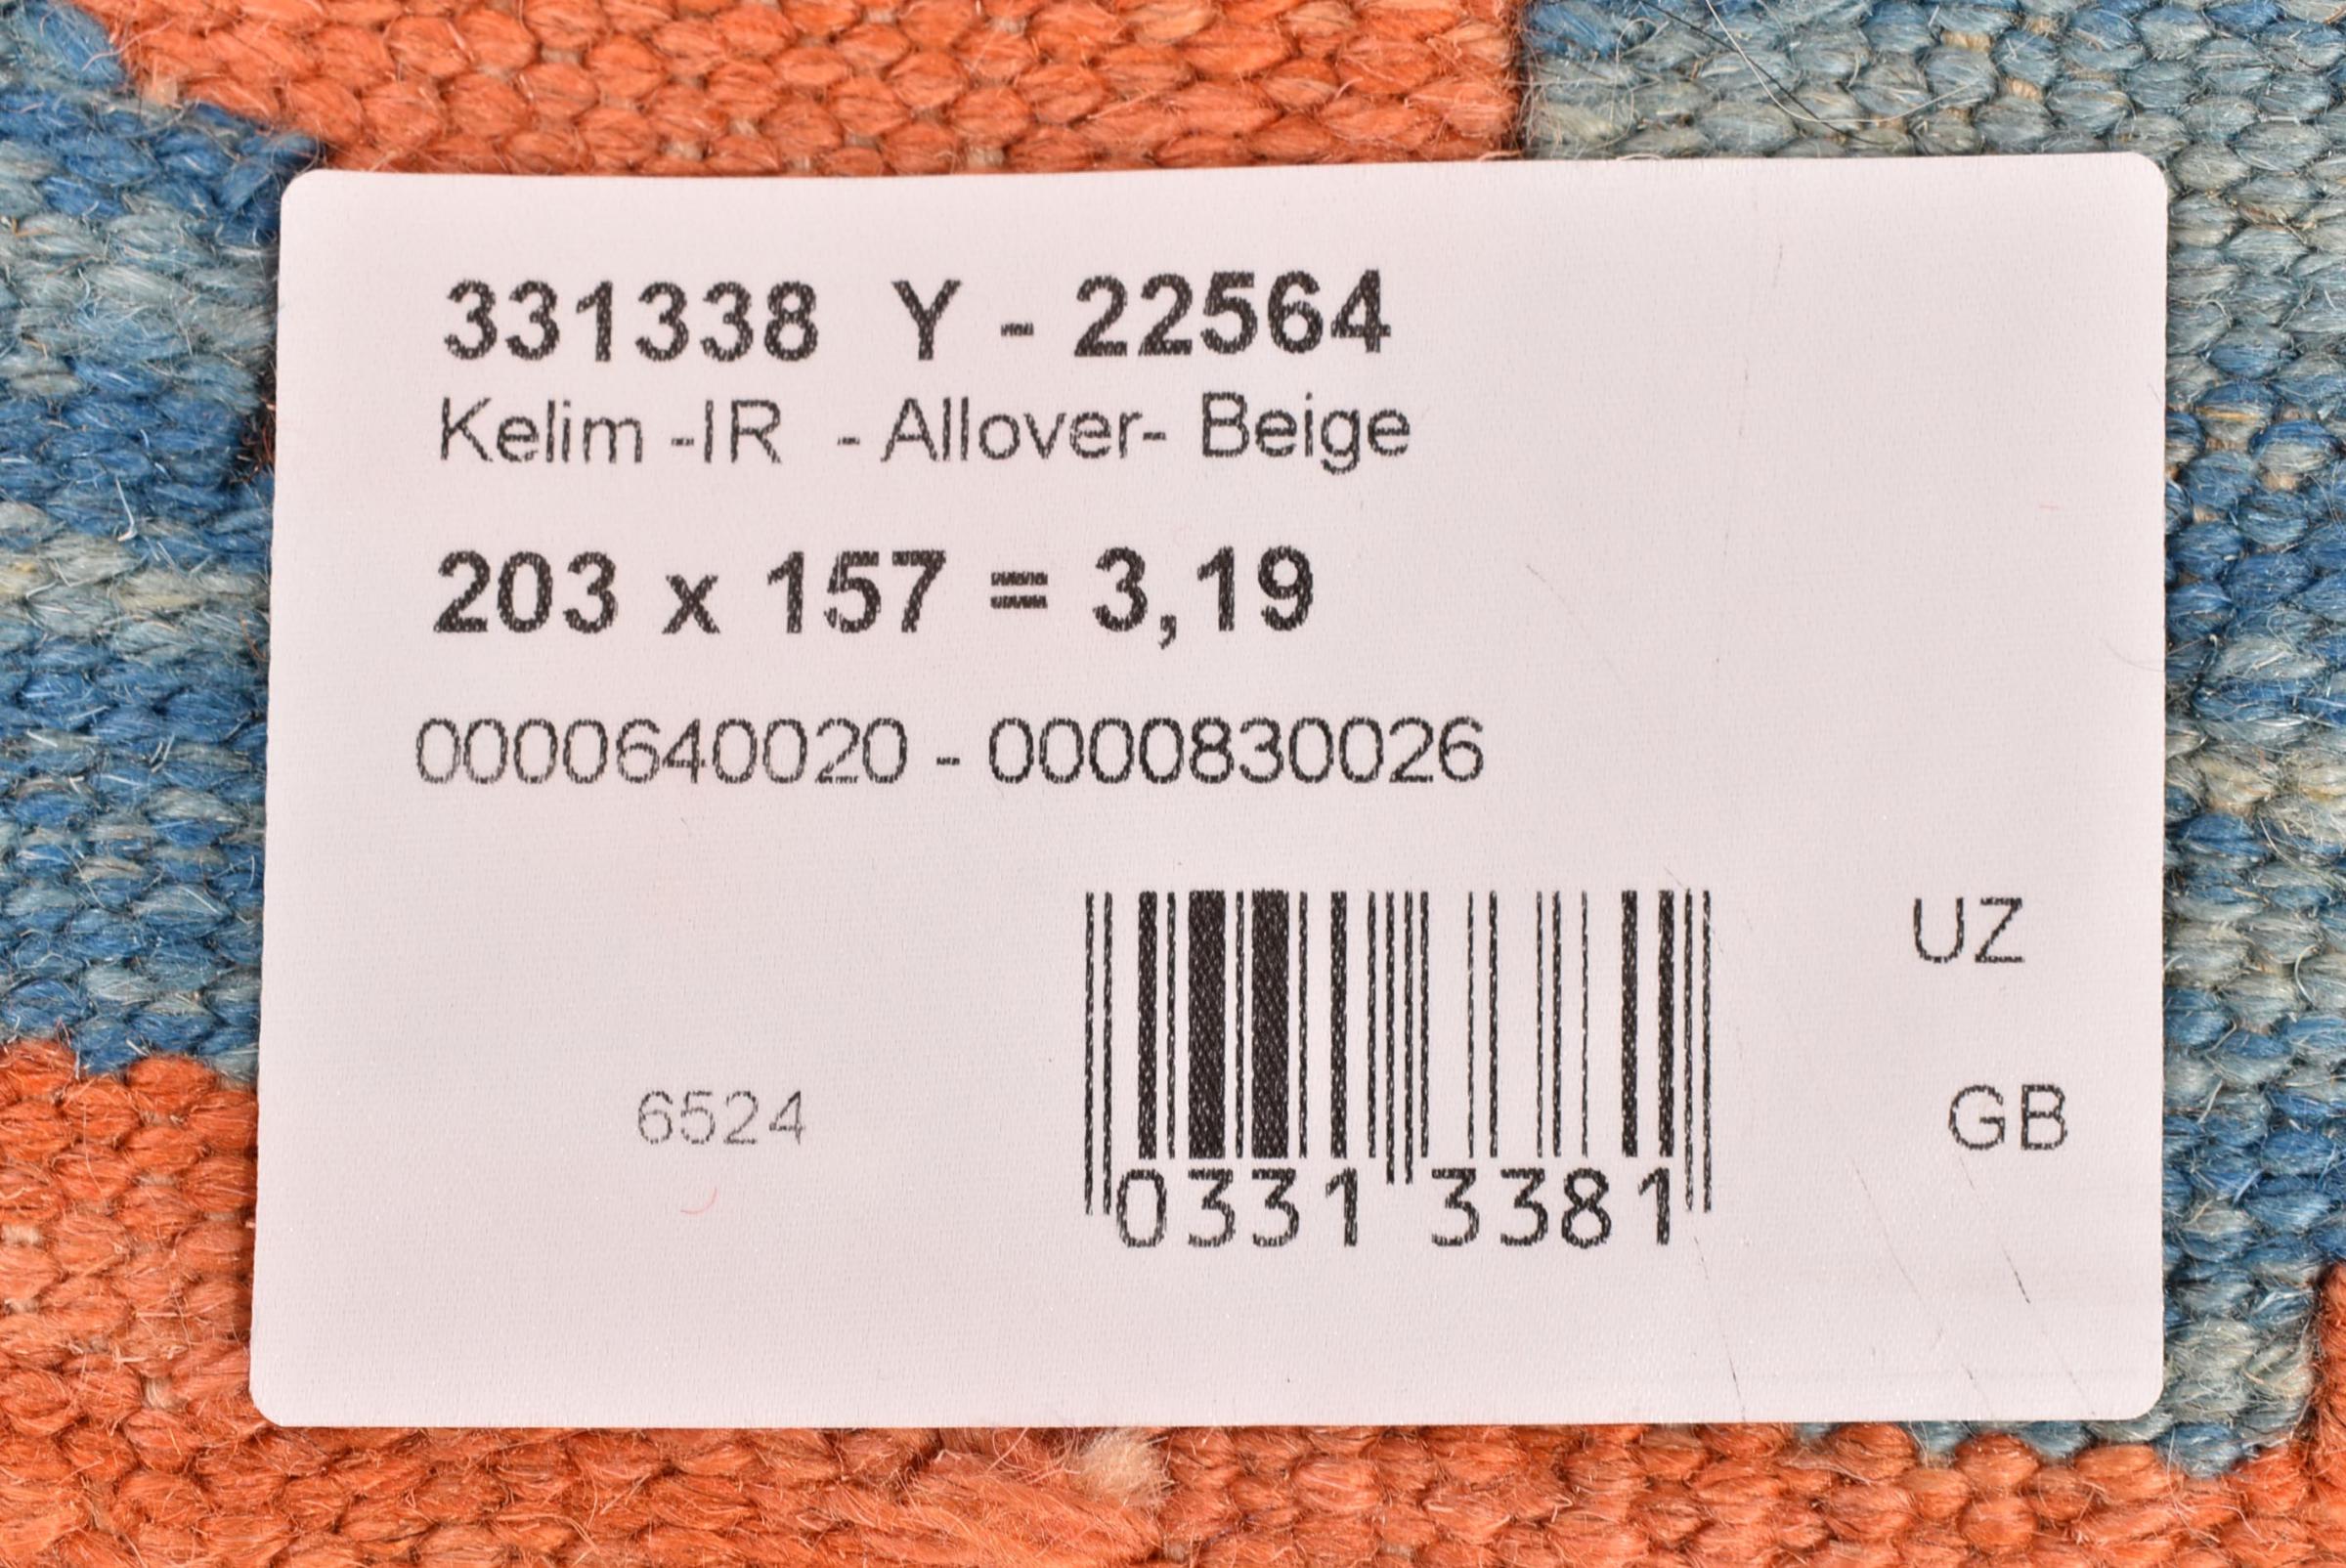 331338 Y - 22564
Kelim -IR - Allover- Beige
203 x 157 = 3,19
0000640020 - 0000830026
UZ
6524
GB
0331 3381